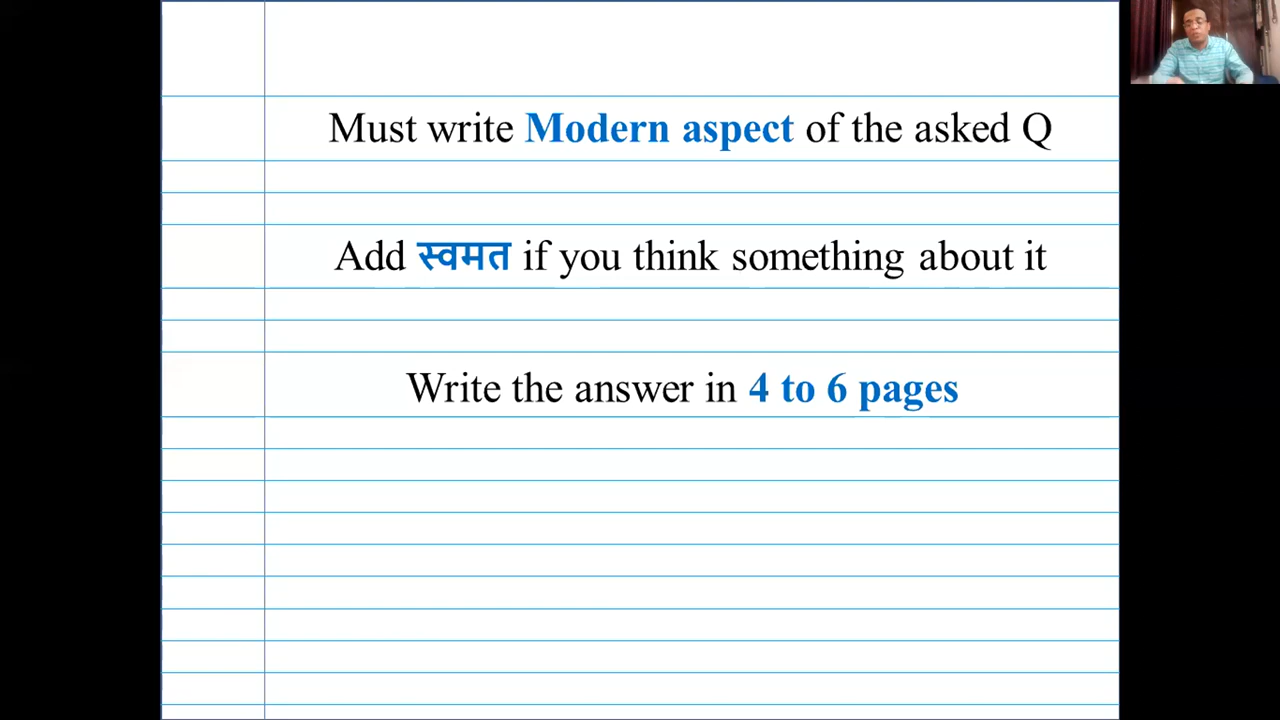 Must write Modern aspect of the asked Q
Add स्वमत if you think something about it
Write the answer in 4 to 6 pages